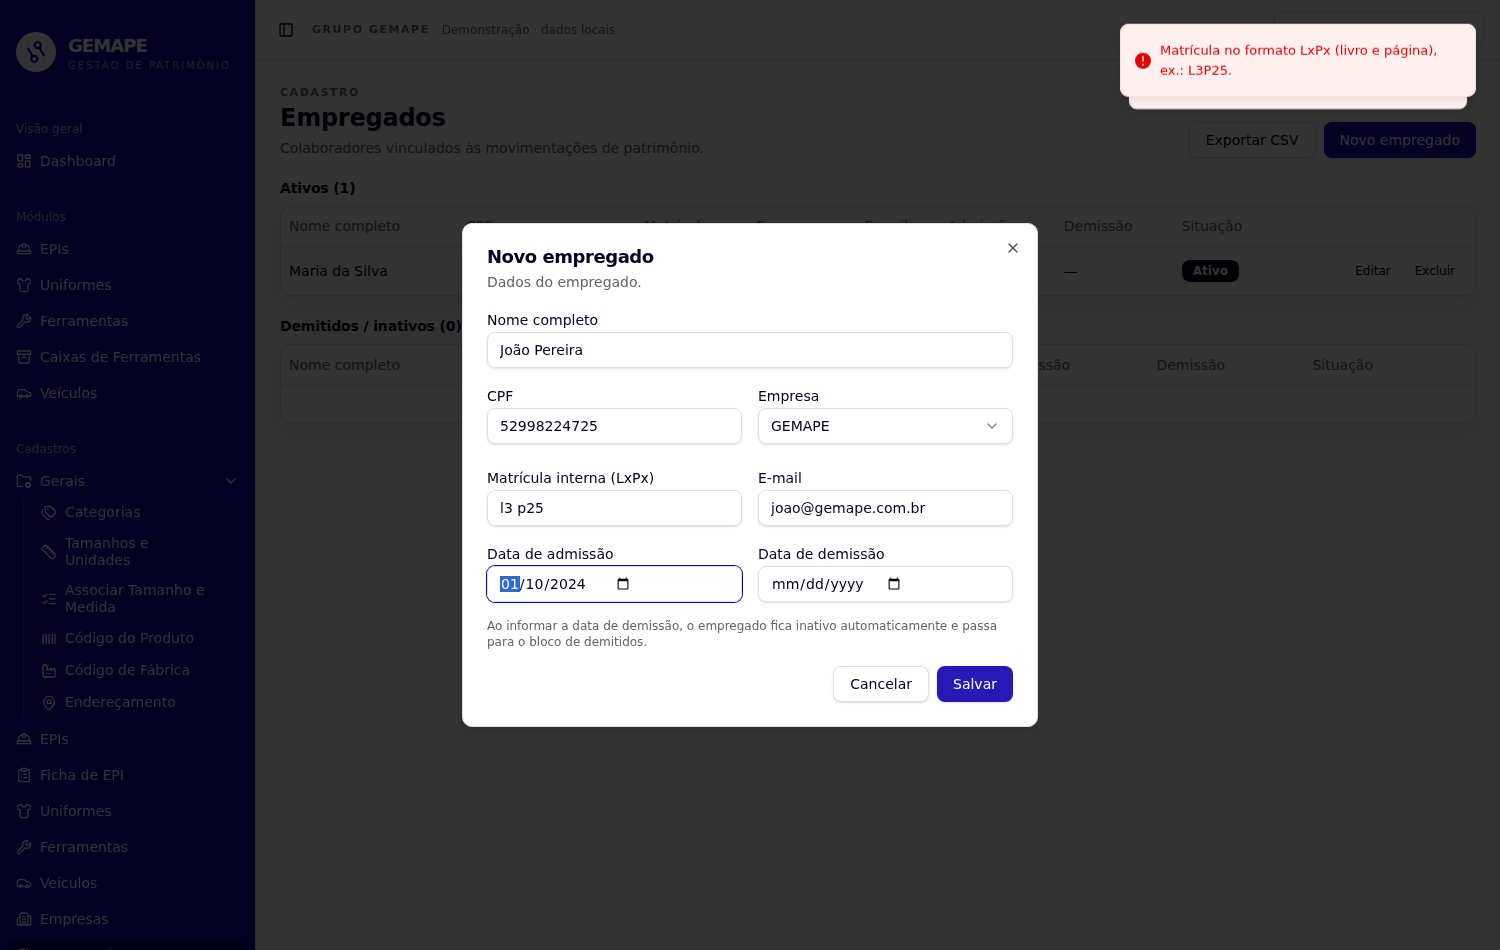 GEMAPE
GESTÃO DE PATRIMÔNIO
Visão geral
Dashboard
Módulos
EPIs
Uniformes
Ferramentas
Caixas de Ferramentas
Veículos
Cadastros
Gerais
Categorias
Tamanhos e
Unidades
Associar Tamanho e
Medida
Código do Produto
Código de Fábrica
Endereçamento
EPIs
Ficha de EPI
Uniformes
Ferramentas
Veículos
Empresas
GRUPO GEMAPE Demonstração · dados locais
Matrícula no formato LxPx (livro e página),
ex.: L3P25.
CADASTRO
Empregados
Colaboradores vinculados às movimentações de patrimônio.
Exportar CSV Novo empregado
Ativos (1)
Nome completo Demissão Situação
Maria da Silva — Ativo Editar Excluir
Demitidos / inativos (0)
Nome completo Demissão Situação
Novo empregado
Dados do empregado.
Nome completo
João Pereira
CPF Empresa
52998224725 GEMAPE
Matrícula interna (LxPx) E-mail
l3 p25 joao@gemape.com.br
Data de admissão Data de demissão
01/10/2024 mm/dd/yyyy
Ao informar a data de demissão, o empregado fica inativo automaticamente e passa
para o bloco de demitidos.
Cancelar Salvar